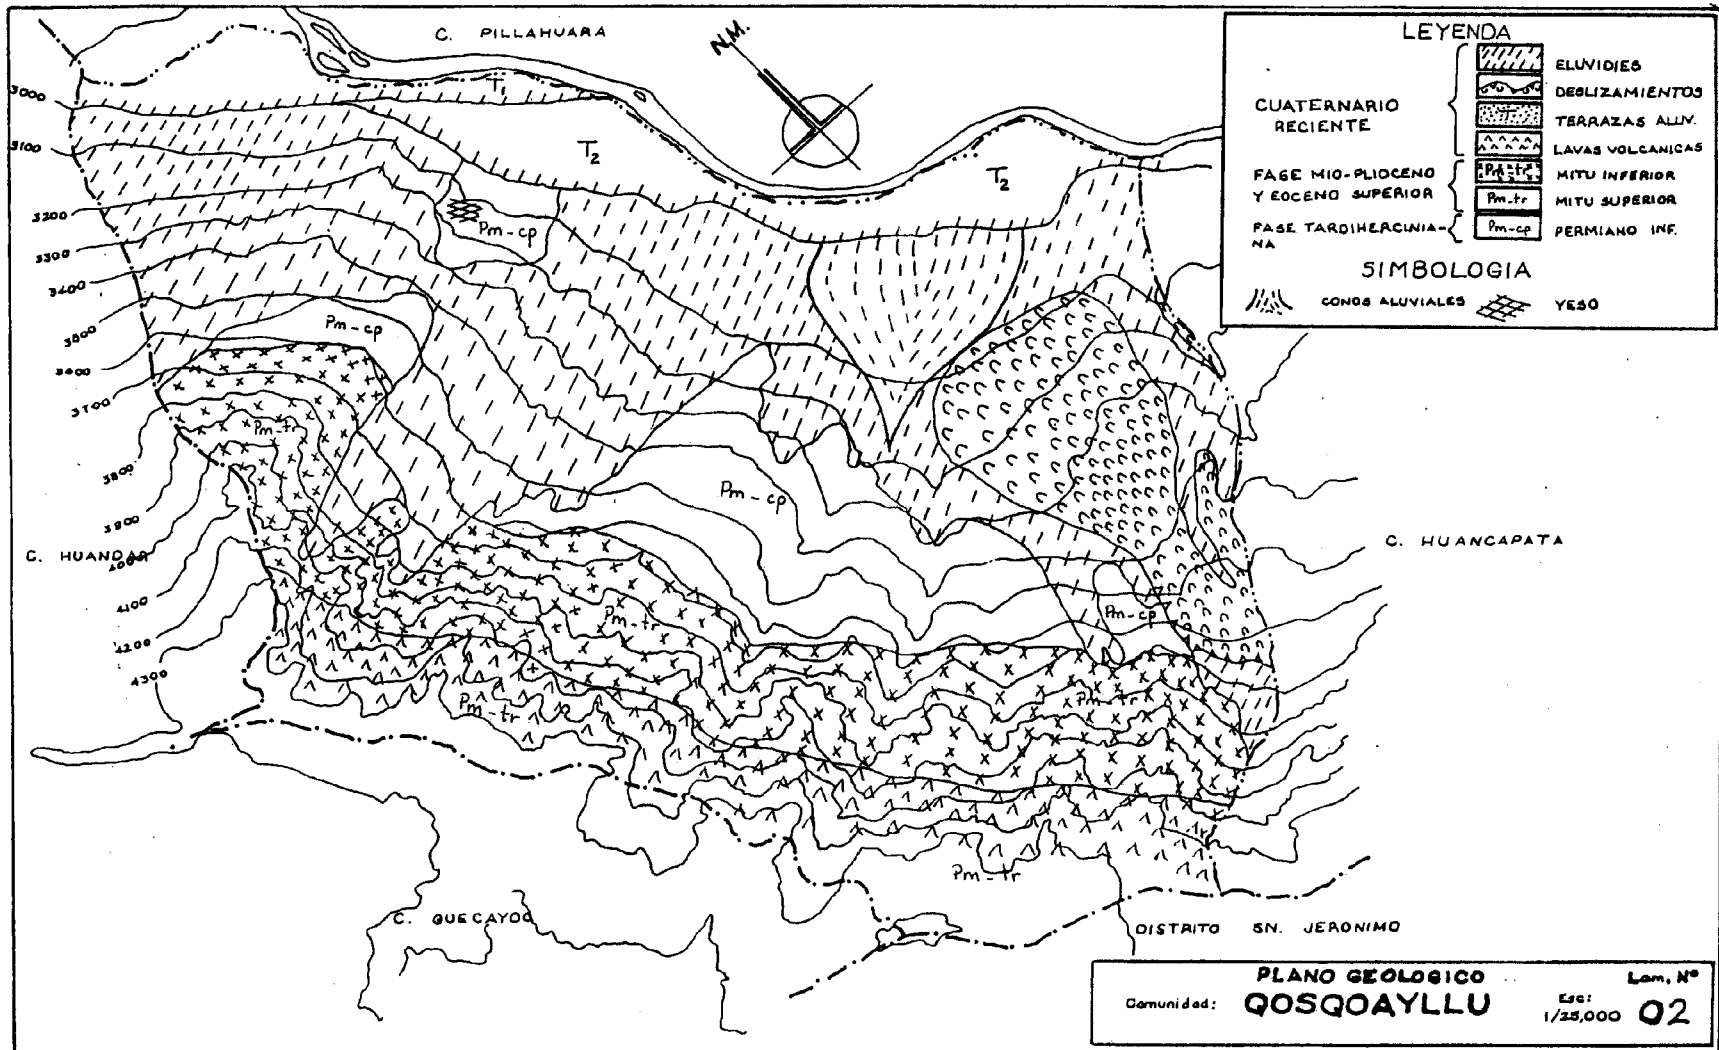 C. PILLAHUARA
N.M.
LEYENDA
ELUVIDIES
DESLIZAMIENTOS
CUATERNARIO
RECIENTE
T
TERRAZAS ALUV.
LAVAS VOLCANICAS
FASE MIO-PLIOCENO
Y EOCENO SUPERIOR
Pm-tr
MITU INFERIOR
Pm-tr
MITU SUPERIOR
FASE TARDIHERCINIA-
NA
Pm-cp
PERMIANO INF.
SIMBOLOGIA
CONOS ALUVIALES
YESO
T1
T2
T2
3000
3100
3200
3300
3400
3500
3600
3700
3800
3900
4000
4100
4200
4300
Pm-cp
Pm-cp
Pm-tr
Pm-cp
C. HUANDAR
C. HUANCAPATA
Pm-cp
Pm-tr
Pm-tr
Pm-tr
Pm-tr
C. QUECAYOC
DISTRITO SN. JERONIMO
PLANO GEOLOGICO
Lam. Nº
Comunidad: QOSQOAYLLU
Esc:
1/25,000
02